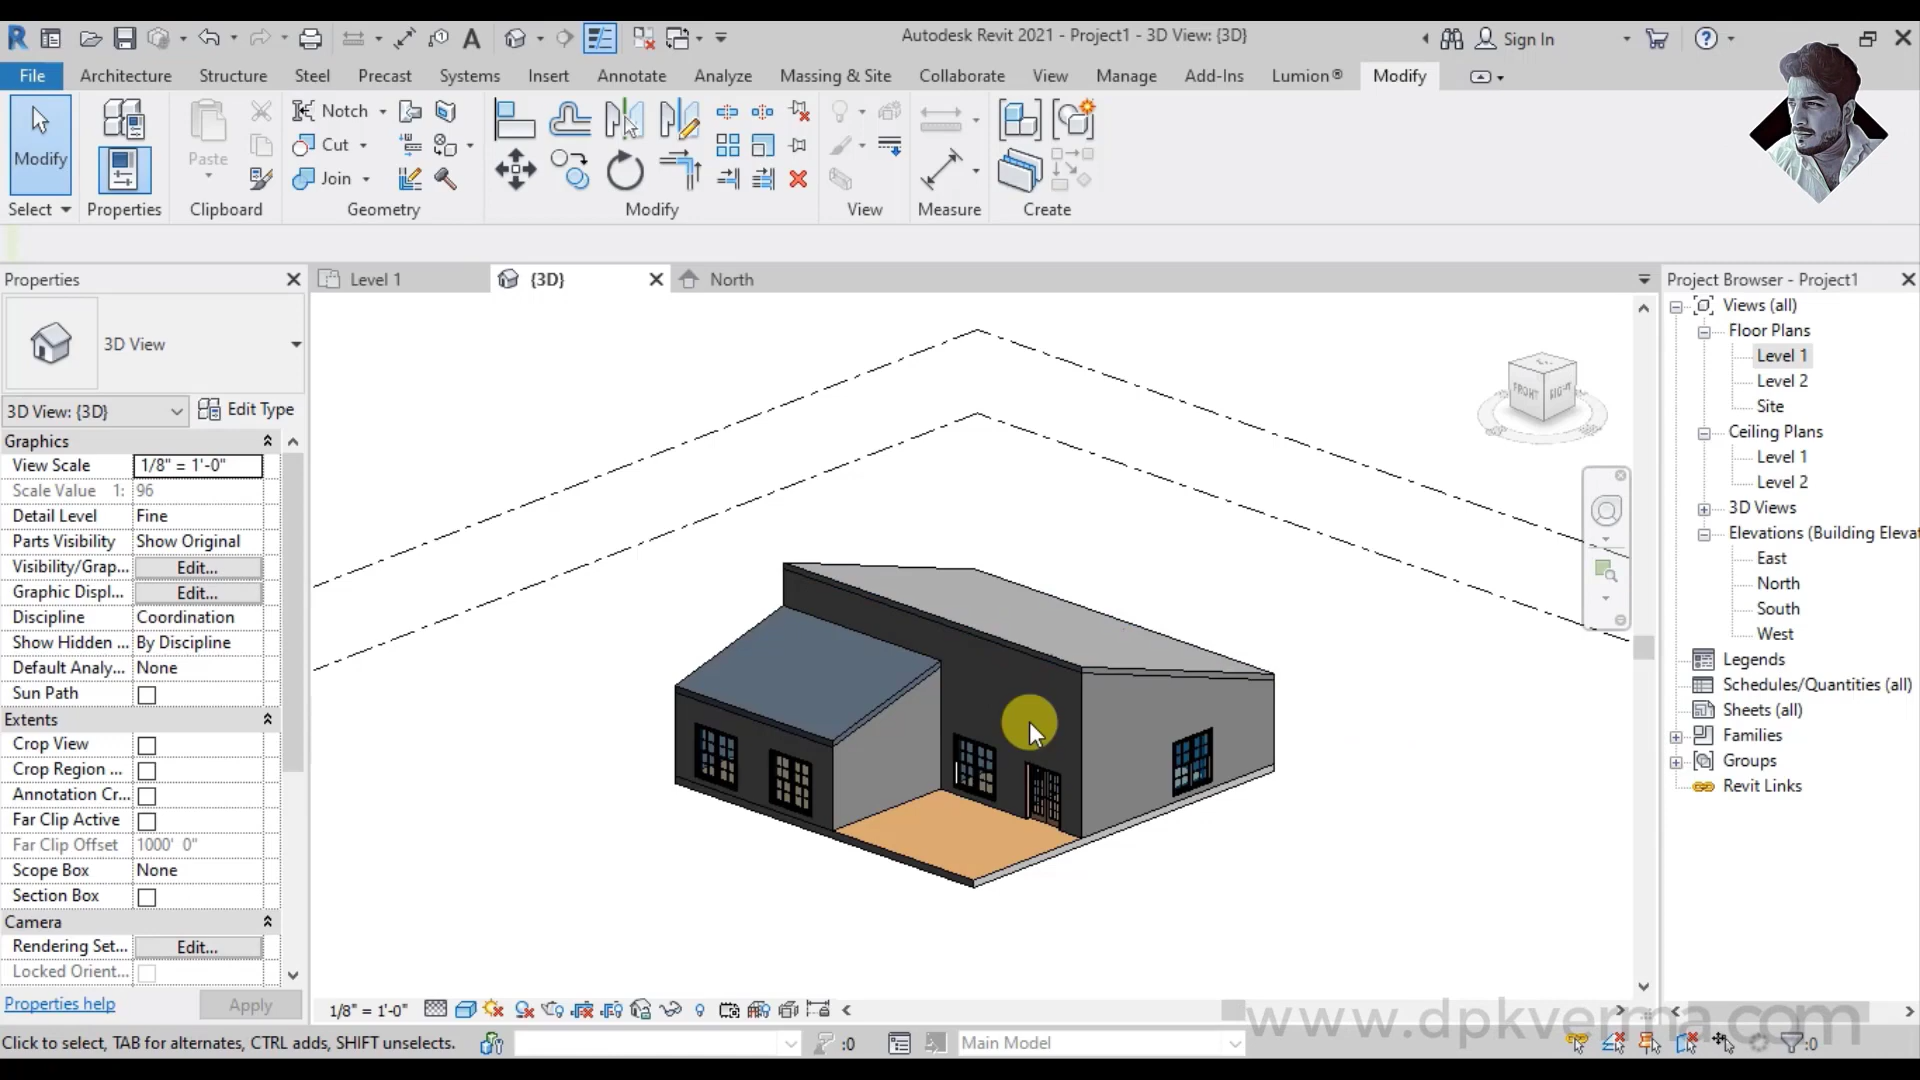 Autodesk Revit 2021 - Project1 - 3D View: {3D}
Sign In
File Architecture Structure Steel Precast Systems Insert Annotate Analyze Massing & Site Collaborate View Manage Add-Ins Lumion® Modify
Modify
Paste
Notch
Cut
Join
Select Properties Clipboard Geometry Modify View Measure Create
Properties
Level 1
{3D}
North
Project Browser - Project1
3D View
3D View: {3D}
Edit Type
Graphics
View Scale 1/8" = 1'-0"
Scale Value 1: 96
Detail Level Fine
Parts Visibility Show Original
Visibility/Grap... Edit...
Graphic Displ... Edit...
Discipline Coordination
Show Hidden ... By Discipline
Default Analy... None
Sun Path
Extents
Crop View
Crop Region ...
Annotation Cr...
Far Clip Active
Far Clip Offset 1000' 0"
Scope Box None
Section Box
Camera
Rendering Set... Edit...
Locked Orient...
Properties help
Apply
FRONT
RIGHT
Views (all)
Floor Plans
Level 1
Level 2
Site
Ceiling Plans
Level 1
Level 2
3D Views
Elevations (Building Eleva
East
North
South
West
Legends
Schedules/Quantities (all)
Sheets (all)
Families
Groups
Revit Links
1/8" = 1'-0"
www.dpkverma.com
Click to select, TAB for alternates, CTRL adds, SHIFT unselects.
:0
Main Model
:0